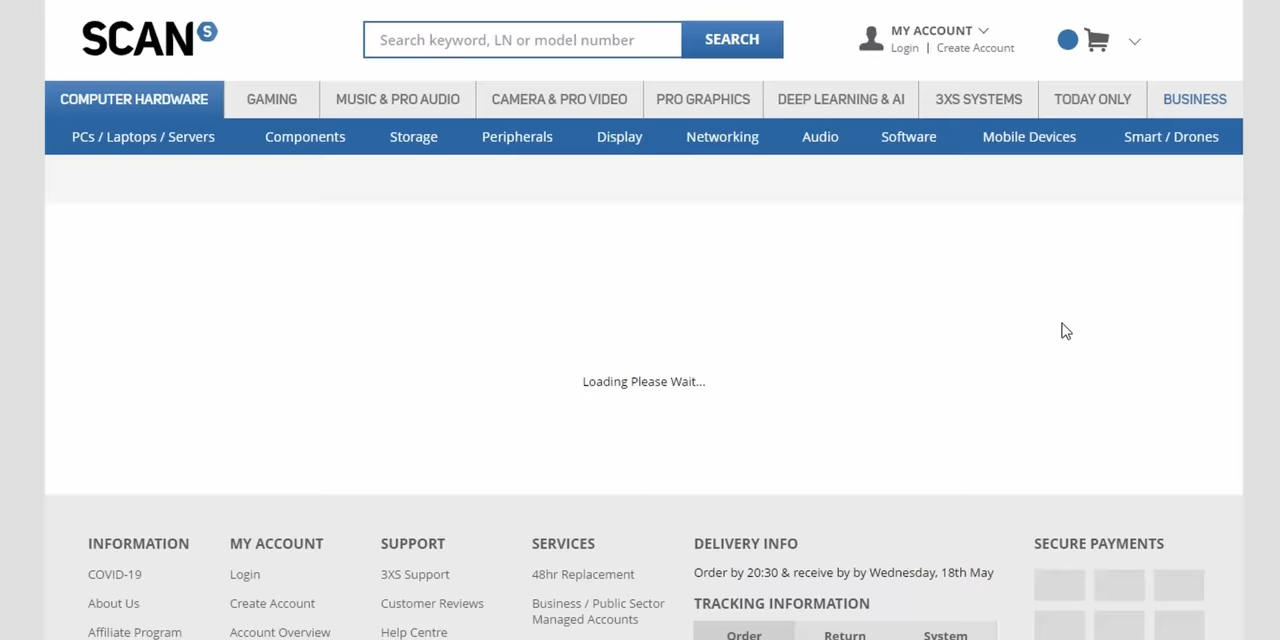 SCAN S
Search keyword, LN or model number
SEARCH
MY ACCOUNT
Login | Create Account
COMPUTER HARDWARE
GAMING
MUSIC & PRO AUDIO
CAMERA & PRO VIDEO
PRO GRAPHICS
DEEP LEARNING & AI
3XS SYSTEMS
TODAY ONLY
BUSINESS
PCs / Laptops / Servers
Components
Storage
Peripherals
Display
Networking
Audio
Software
Mobile Devices
Smart / Drones
Loading Please Wait...
INFORMATION
COVID-19
About Us
Affiliate Program
MY ACCOUNT
Login
Create Account
Account Overview
SUPPORT
3XS Support
Customer Reviews
Help Centre
SERVICES
48hr Replacement
Business / Public Sector
Managed Accounts
DELIVERY INFO
Order by 20:30 & receive by by Wednesday, 18th May
TRACKING INFORMATION
Order
Return
System
SECURE PAYMENTS